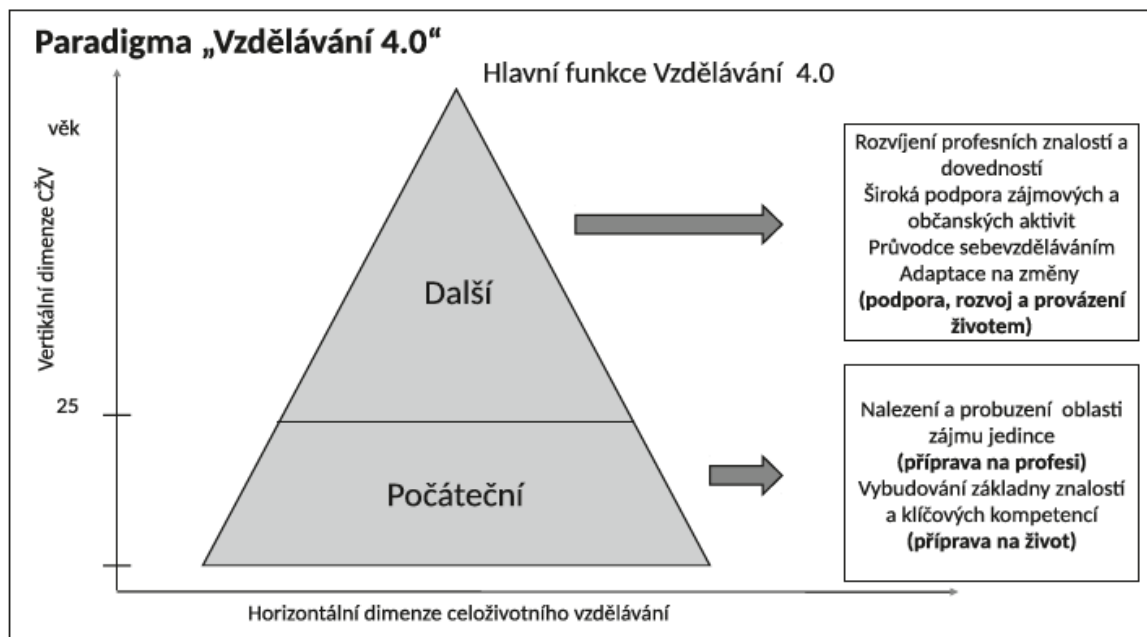 Paradigma „Vzdělávání 4.0“
Hlavní funkce Vzdělávání 4.0
věk
Vertikální dimenze CŽV
25
Další
Počáteční
Rozvíjení profesních znalostí a
dovedností
Široká podpora zájmových a
občanských aktivit
Průvodce sebevzděláváním
Adaptace na změny
(podpora, rozvoj a provázení
životem)
Nalezení a probuzení oblasti
zájmu jedince
(příprava na profesi)
Vybudování základny znalostí
a klíčových kompetencí
(příprava na život)
Horizontální dimenze celoživotního vzdělávání